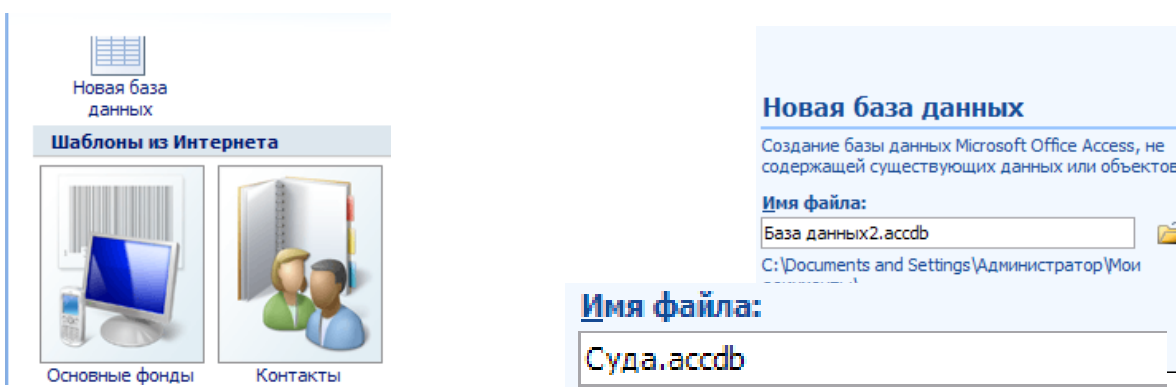 Новая база
данных
Шаблоны из Интернета
Основные фонды
Контакты
Новая база данных
Создание базы данных Microsoft Office Access, не
содержащей существующих данных или объектов
Имя файла:
База данных2.accdb
C:\Documents and Settings\Администратор\Мои
Имя файла:
Суда.accdb